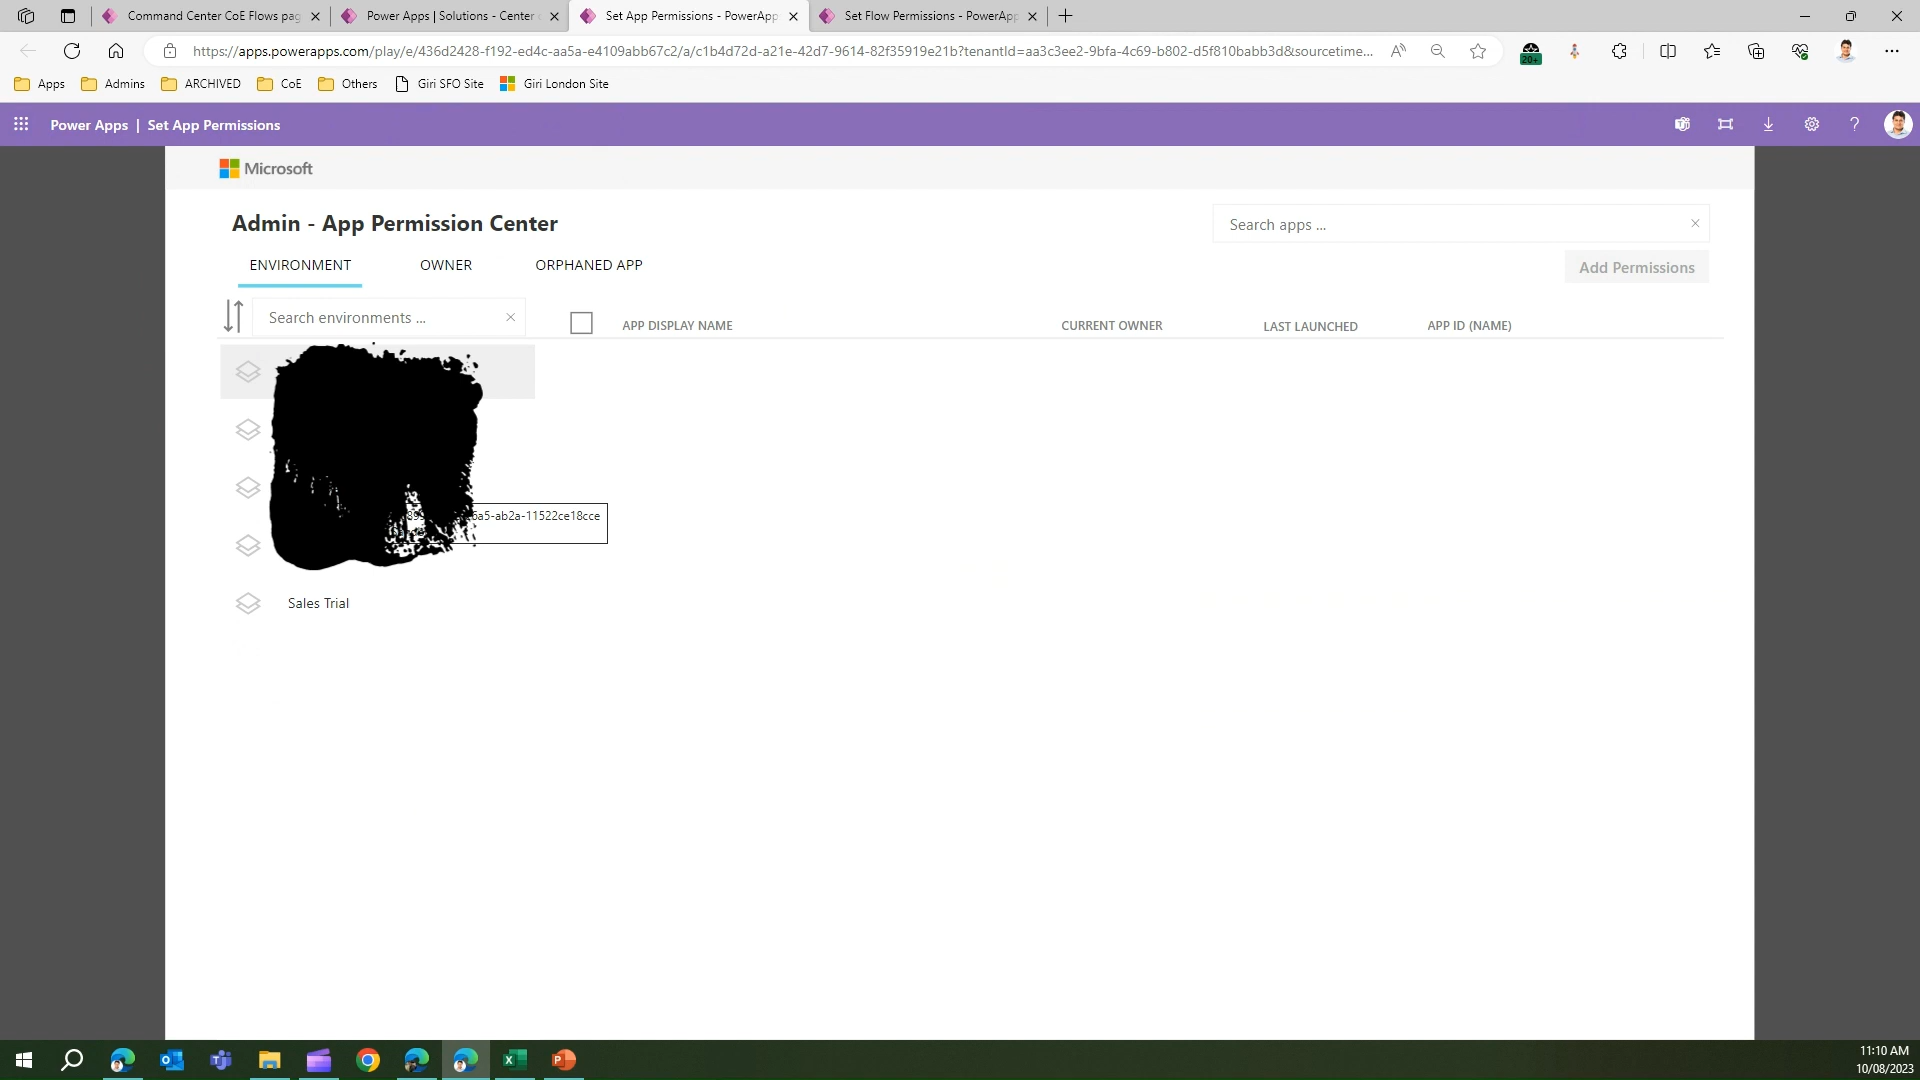 Command Center CoE Flows pag
Power Apps | Solutions - Center
Set App Permissions - PowerApp
Set Flow Permissions - PowerApp
https://apps.powerapps.com/play/e/436d2428-f192-ed4c-aa5a-e4109abb67c2/a/c1b4d72d-a21e-42d7-9614-82f35919e21b?tenantId=aa3c3ee2-9bfa-4c69-b802-d5f810babb3d&sourcetime...
20+
Apps
Admins
ARCHIVED
CoE
Others
Giri SFO Site
Giri London Site
Power Apps | Set App Permissions
Microsoft
Admin - App Permission Center
Search apps ...
ENVIRONMENT
OWNER
ORPHANED APP
Add Permissions
Search environments ...
APP DISPLAY NAME
CURRENT OWNER
LAST LAUNCHED
APP ID (NAME)
6a5-ab2a-11522ce18cce
Sales Trial
11:10 AM
10/08/2023